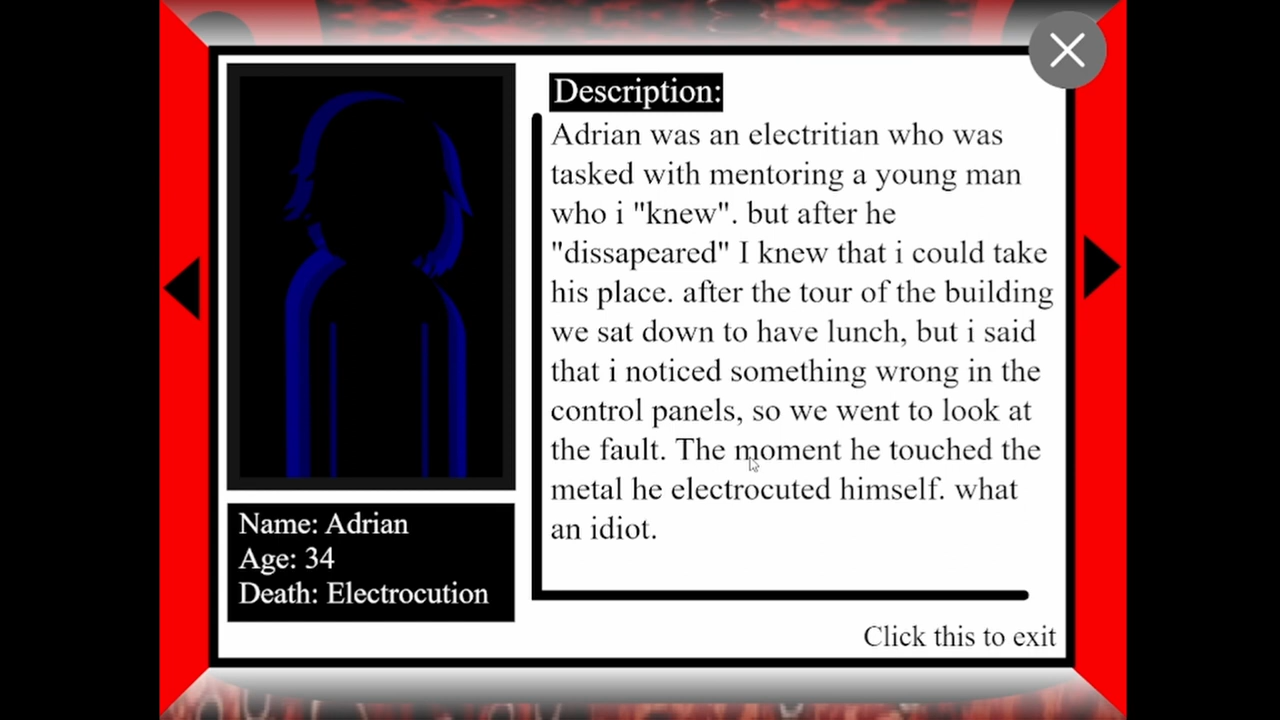 Description:
Adrian was an electritian who was
tasked with mentoring a young man
who i "knew". but after he
"dissapeared" I knew that i could take
his place. after the tour of the building
we sat down to have lunch, but i said
that i noticed something wrong in the
control panels, so we went to look at
the fault. The moment he touched the
metal he electrocuted himself. what
an idiot.
Name: Adrian
Age: 34
Death: Electrocution
Click this to exit